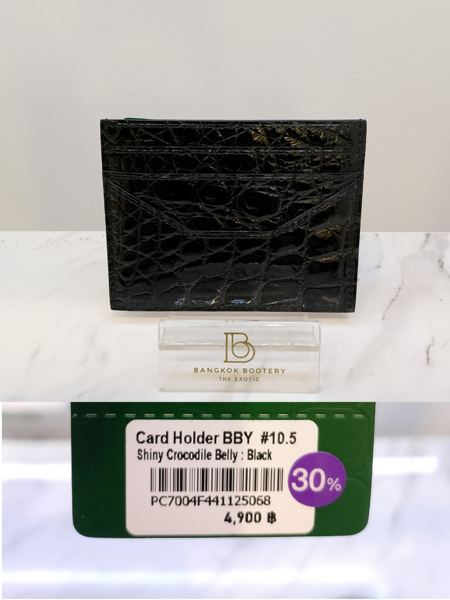 B
BANGKOK BOOTERY
THE EXOTIC
Card Holder BBY #10.5
Shiny Crocodile Belly : Black
30%
PC7004F441125068
4,900 ฿